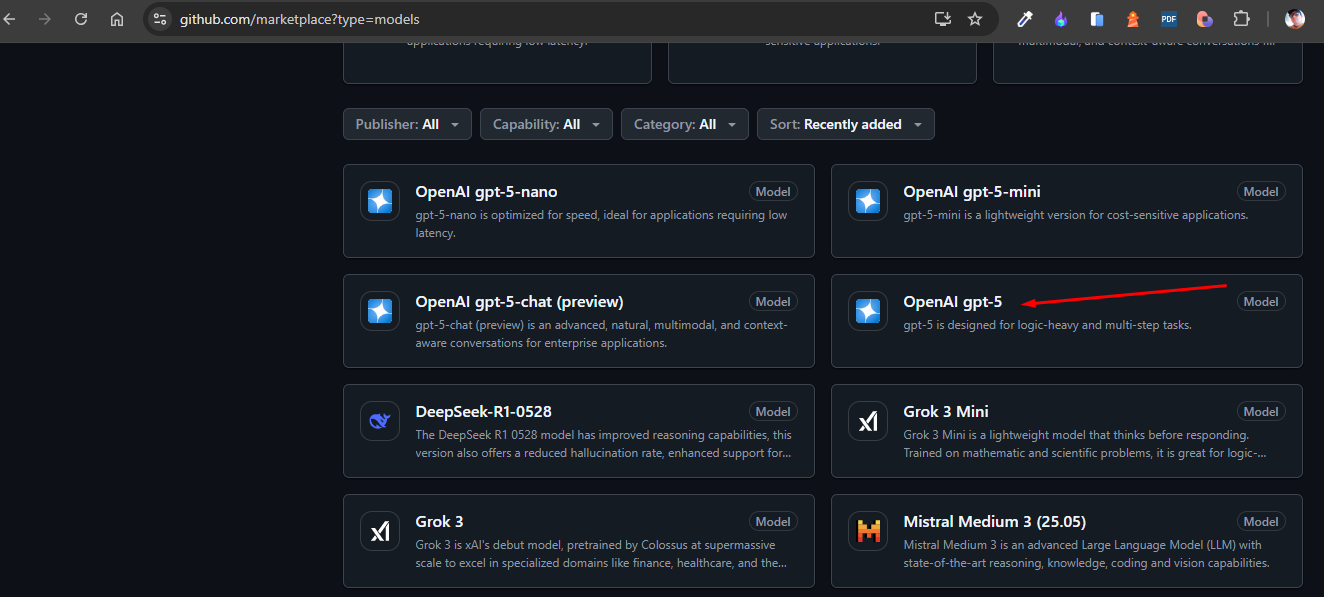 github.com/marketplace?type=models
PDF
applications requiring low latency.
sensitive applications.
multimodal, and context-aware conversations f...
Publisher: All
Capability: All
Category: All
Sort: Recently added
OpenAI gpt-5-nano
Model
gpt-5-nano is optimized for speed, ideal for applications requiring low
latency.
OpenAI gpt-5-mini
Model
gpt-5-mini is a lightweight version for cost-sensitive applications.
OpenAI gpt-5-chat (preview)
Model
gpt-5-chat (preview) is an advanced, natural, multimodal, and context-
aware conversations for enterprise applications.
OpenAI gpt-5
Model
gpt-5 is designed for logic-heavy and multi-step tasks.
DeepSeek-R1-0528
Model
The DeepSeek R1 0528 model has improved reasoning capabilities, this
version also offers a reduced hallucination rate, enhanced support for...
Grok 3 Mini
Model
Grok 3 Mini is a lightweight model that thinks before responding.
Trained on mathematic and scientific problems, it is great for logic-...
Grok 3
Model
Grok 3 is xAI's debut model, pretrained by Colossus at supermassive
scale to excel in specialized domains like finance, healthcare, and the...
Mistral Medium 3 (25.05)
Model
Mistral Medium 3 is an advanced Large Language Model (LLM) with
state-of-the-art reasoning, knowledge, coding and vision capabilities.